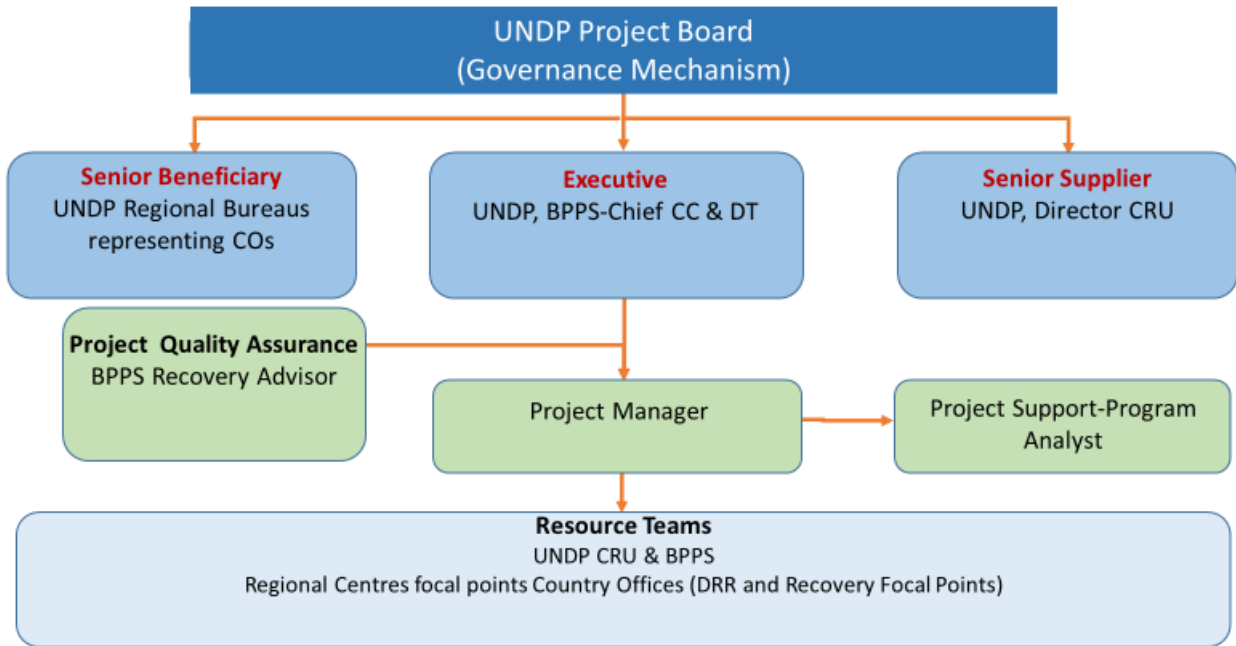 UNDP Project Board
(Governance Mechanism)
Senior Beneficiary
UNDP Regional Bureaus
representing COs
Executive
UNDP, BPPS-Chief CC & DT
Senior Supplier
UNDP, Director CRU
Project Quality Assurance
BPPS Recovery Advisor
Project Manager
Project Support-Program
Analyst
Resource Teams
UNDP CRU & BPPS
Regional Centres focal points Country Offices (DRR and Recovery Focal Points)